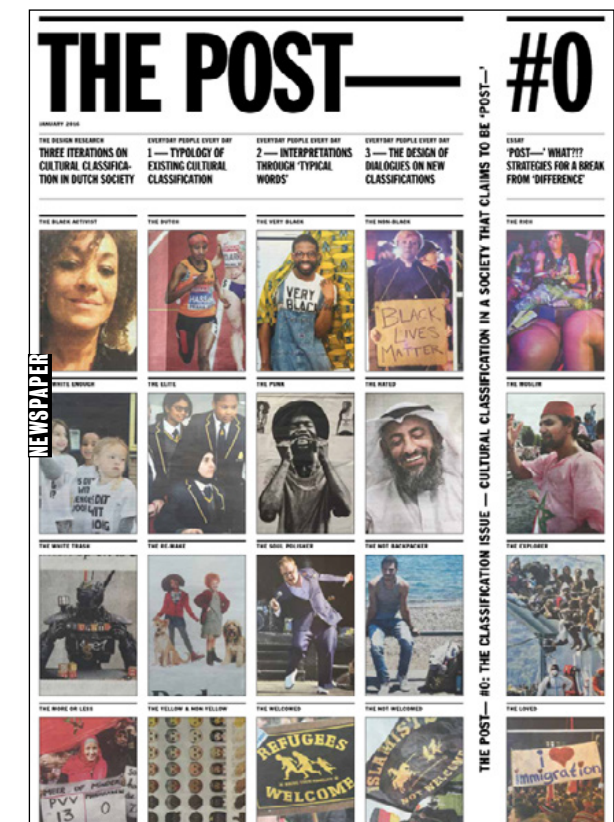 THE POST—
#0
JANUARY 2016
THE DESIGN RESEARCH
THREE ITERATIONS ON
CULTURAL CLASSIFICA-
TION IN DUTCH SOCIETY
EVERYDAY PEOPLE EVERY DAY
1 — TYPOLOGY OF
EXISTING CULTURAL
CLASSIFICATION
EVERYDAY PEOPLE EVERY DAY
2 — INTERPRETATIONS
THROUGH ‘TYPICAL
WORDS’
EVERYDAY PEOPLE EVERY DAY
3 — THE DESIGN OF
DIALOGUES ON NEW
CLASSIFICATIONS
ESSAY
‘POST—’ WHAT?!?
STRATEGIES FOR A BREAK
FROM ‘DIFFERENCE’
THE POST— #0: THE CLASSIFICATION ISSUE — CULTURAL CLASSIFICATION IN A SOCIETY THAT CLAIMS TO BE ‘POST—’
THE BLACK ACTIVIST
THE DUTCH
THE VERY BLACK
THE NON-BLACK
THE RICH
HASSAN
VERY
BLACK
BLACK
LIVES
MATTER
NEWSPAPER
WHITE ENOUGH
THE ELITE
THE PUNK
THE HATED
THE MUSLIM
DIT
WIT
THE WHITE TRASH
THE RE-MAKE
THE SOUL POLISHER
THE NOT BACKPACKER
THE EXPLORER
THE MORE OR LESS
THE YELLOW & NON YELLOW
THE WELCOMED
THE NOT WELCOMED
THE LOVED
PVV
13
0
REFUGEES
WELCOME
ISLAMISTS
NOT WELCOME
i
immigration